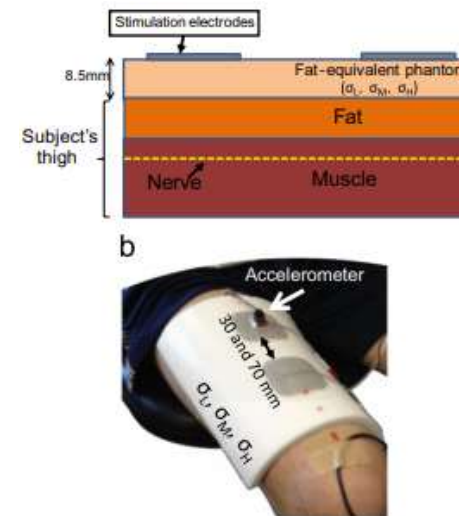 Stimulation electrodes
8.5mm
Fat-equivalent phantom
(σL, σM, σH)
Fat
Subject's
thigh
Nerve
Muscle
b
Accelerometer
30 and 70 mm
σL, σM, σH